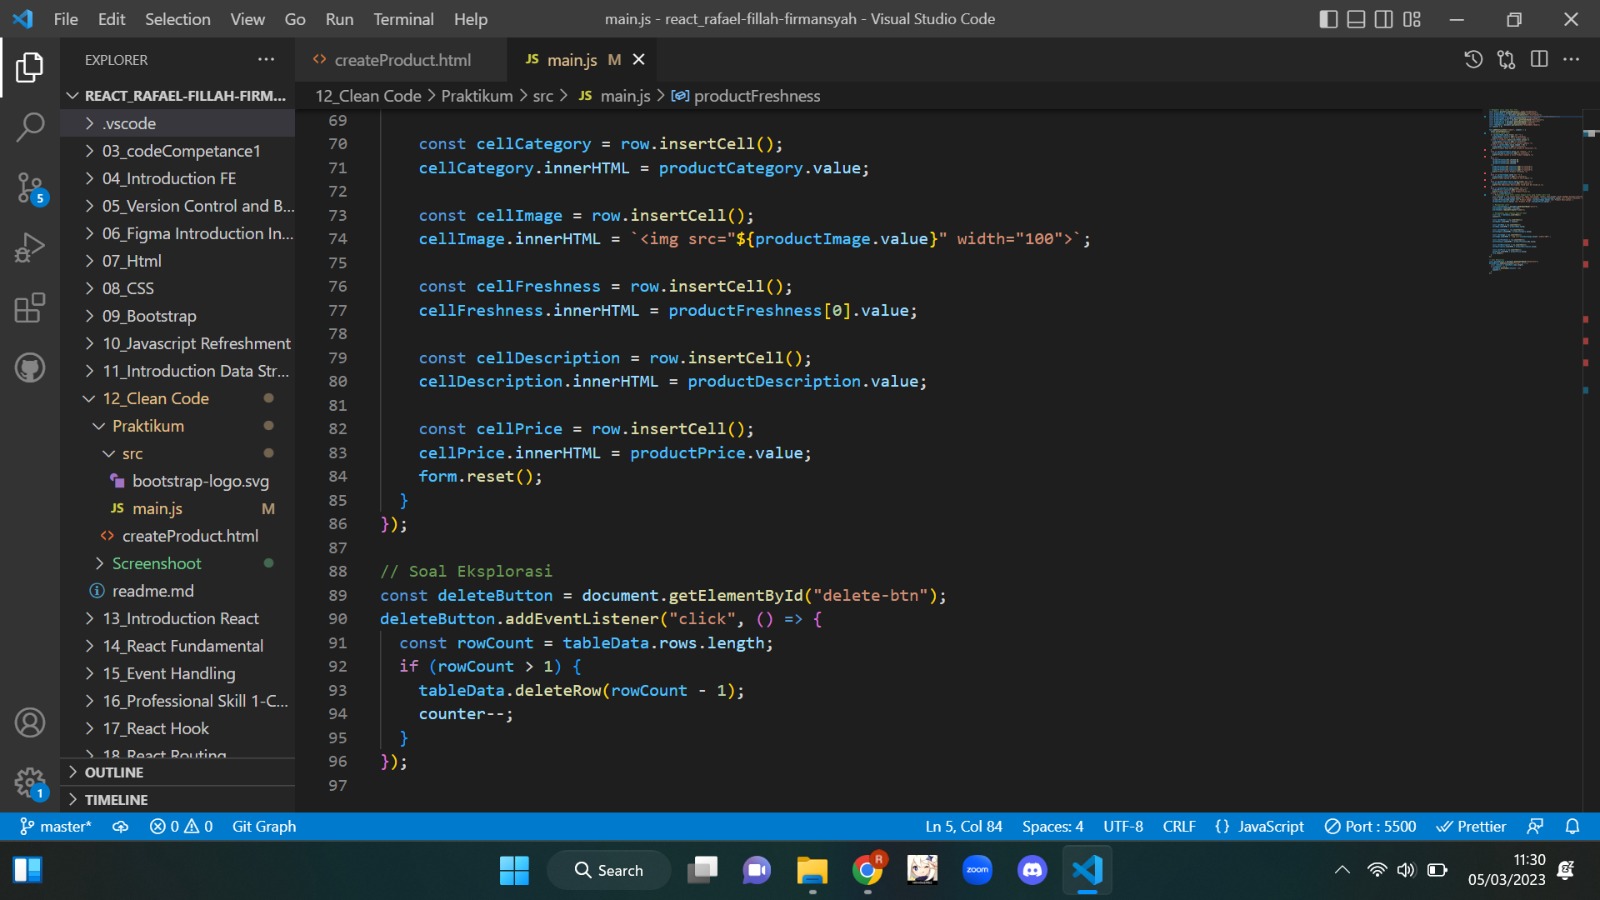 File Edit Selection View Go Run Terminal Help
main.js - react_rafael-fillah-firmansyah - Visual Studio Code
EXPLORER
REACT_RAFAEL-FILLAH-FIRM...
.vscode
03_codeCompetance1
04_Introduction FE
05_Version Control and B...
06_Figma Introduction In...
07_Html
08_CSS
09_Bootstrap
10_Javascript Refreshment
11_Introduction Data Str...
12_Clean Code
Praktikum
src
bootstrap-logo.svg
JS main.js M
createProduct.html
Screenshoot
readme.md
13_Introduction React
14_React Fundamental
15_Event Handling
16_Professional Skill 1-C...
17_React Hook
18_React Routing
OUTLINE
TIMELINE
5
1
createProduct.html
JS main.js M
12_Clean Code > Praktikum > src > JS main.js > productFreshness
69
70 const cellCategory = row.insertCell();
71 cellCategory.innerHTML = productCategory.value;
72
73 const cellImage = row.insertCell();
74 cellImage.innerHTML = `<img src="${productImage.value}" width="100">`;
75
76 const cellFreshness = row.insertCell();
77 cellFreshness.innerHTML = productFreshness[0].value;
78
79 const cellDescription = row.insertCell();
80 cellDescription.innerHTML = productDescription.value;
81
82 const cellPrice = row.insertCell();
83 cellPrice.innerHTML = productPrice.value;
84 form.reset();
85 }
86 });
87
88 // Soal Eksplorasi
89 const deleteButton = document.getElementById("delete-btn");
90 deleteButton.addEventListener("click", () => {
91 const rowCount = tableData.rows.length;
92 if (rowCount > 1) {
93 tableData.deleteRow(rowCount - 1);
94 counter--;
95 }
96 });
97
master* 0 0 Git Graph
Ln 5, Col 84 Spaces: 4 UTF-8 CRLF {} JavaScript Port : 5500 Prettier
Search
R
zoom
11:30
05/03/2023